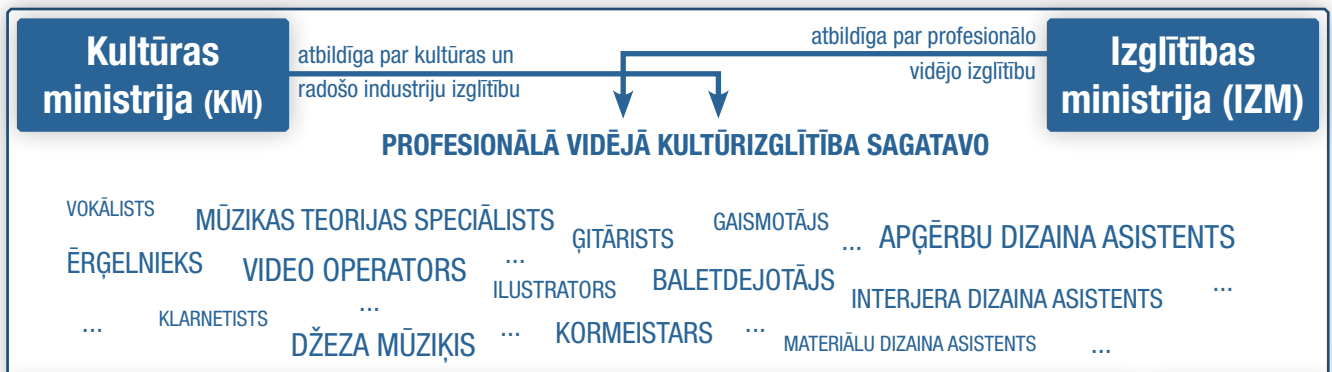 Kultūras
ministrija (KM)
atbildīga par kultūras un
radošo industriju izglītību
atbildīga par profesionālo
vidējo izglītību
Izglītības
ministrija (IZM)
PROFESIONĀLĀ VIDĒJĀ KULTŪRIZGLĪTĪBA SAGATAVO
VOKĀLISTS MŪZIKAS TEORIJAS SPECIĀLISTS ĢITĀRISTS GAISMOTĀJS ... APĢĒRBU DIZAINA ASISTENTS
ĒRĢELNIEKS VIDEO OPERATORS ... ILUSTRATORS BALETDEJOTĀJS INTERJERA DIZAINA ASISTENTS ...
... KLARNETISTS ... DŽEZA MŪZIĶIS ... KORMEISTARS ... MATERIĀLU DIZAINA ASISTENTS ...